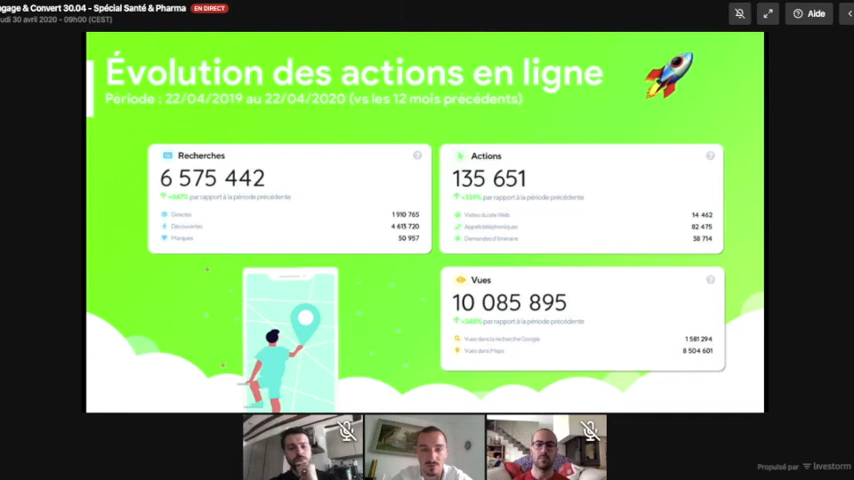 ngage & Convert 30.04 - Spécial Santé & Pharma EN DIRECT
udi 30 avril 2020 - 09h00 (CEST)
Aide
Évolution des actions en ligne
Période : 22/04/2019 au 22/04/2020 (vs les 12 mois précédents)
Recherches
6 575 442
par rapport à la période précédente
Directes 1 910 765
Découvertes 4 613 720
Marques 50 957
Actions
135 651
par rapport à la période précédente
Visites du site Web 14 462
Appels téléphoniques 82 475
Demandes d'itinéraire 38 714
Vues
10 085 895
par rapport à la période précédente
Vues dans la recherche Google 1 581 294
Vues dans Maps 8 504 601
Propulsé par livestorm